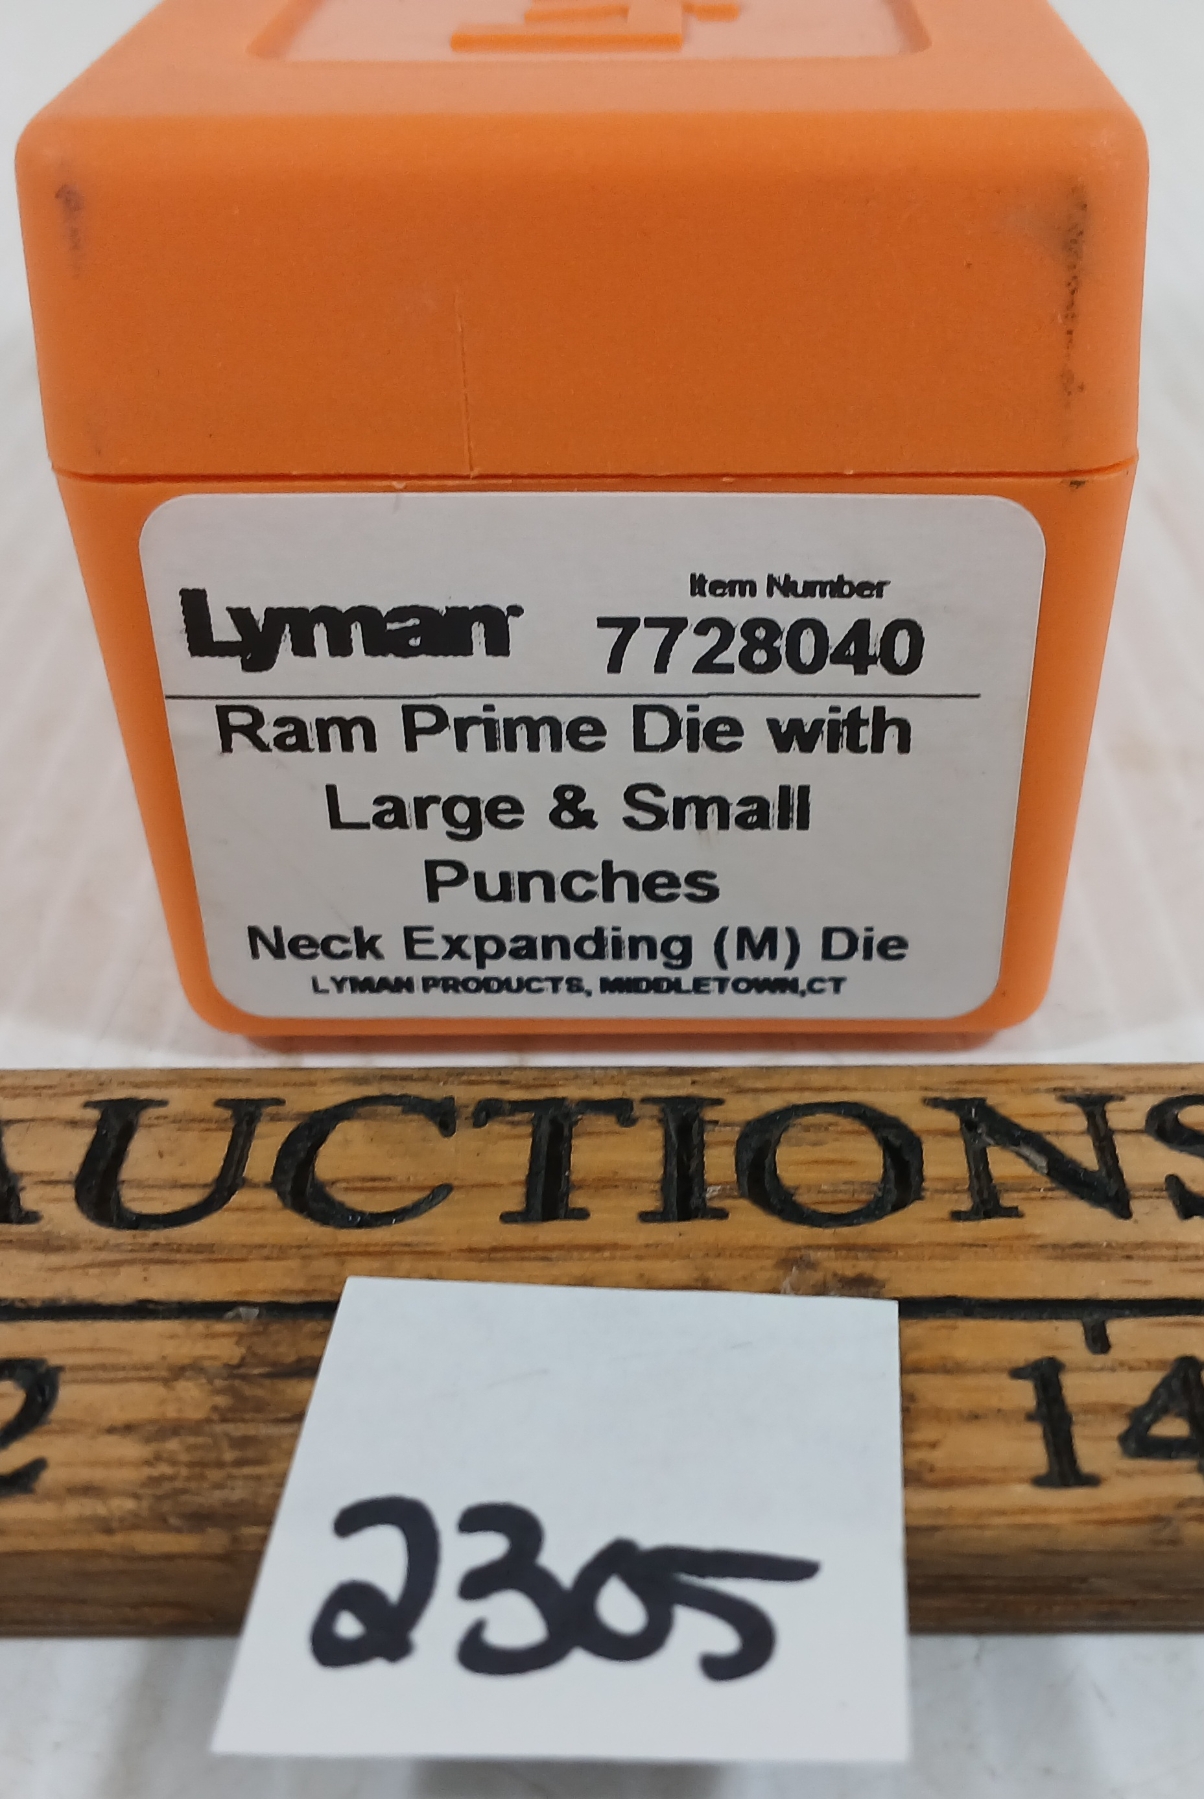 Lyman
Item Number
7728040
Ram Prime Die with
Large & Small
Punches
Neck Expanding (M) Die
LYMAN PRODUCTS, MIDDLETOWN,CT
AUCTIONS
2
14
2305